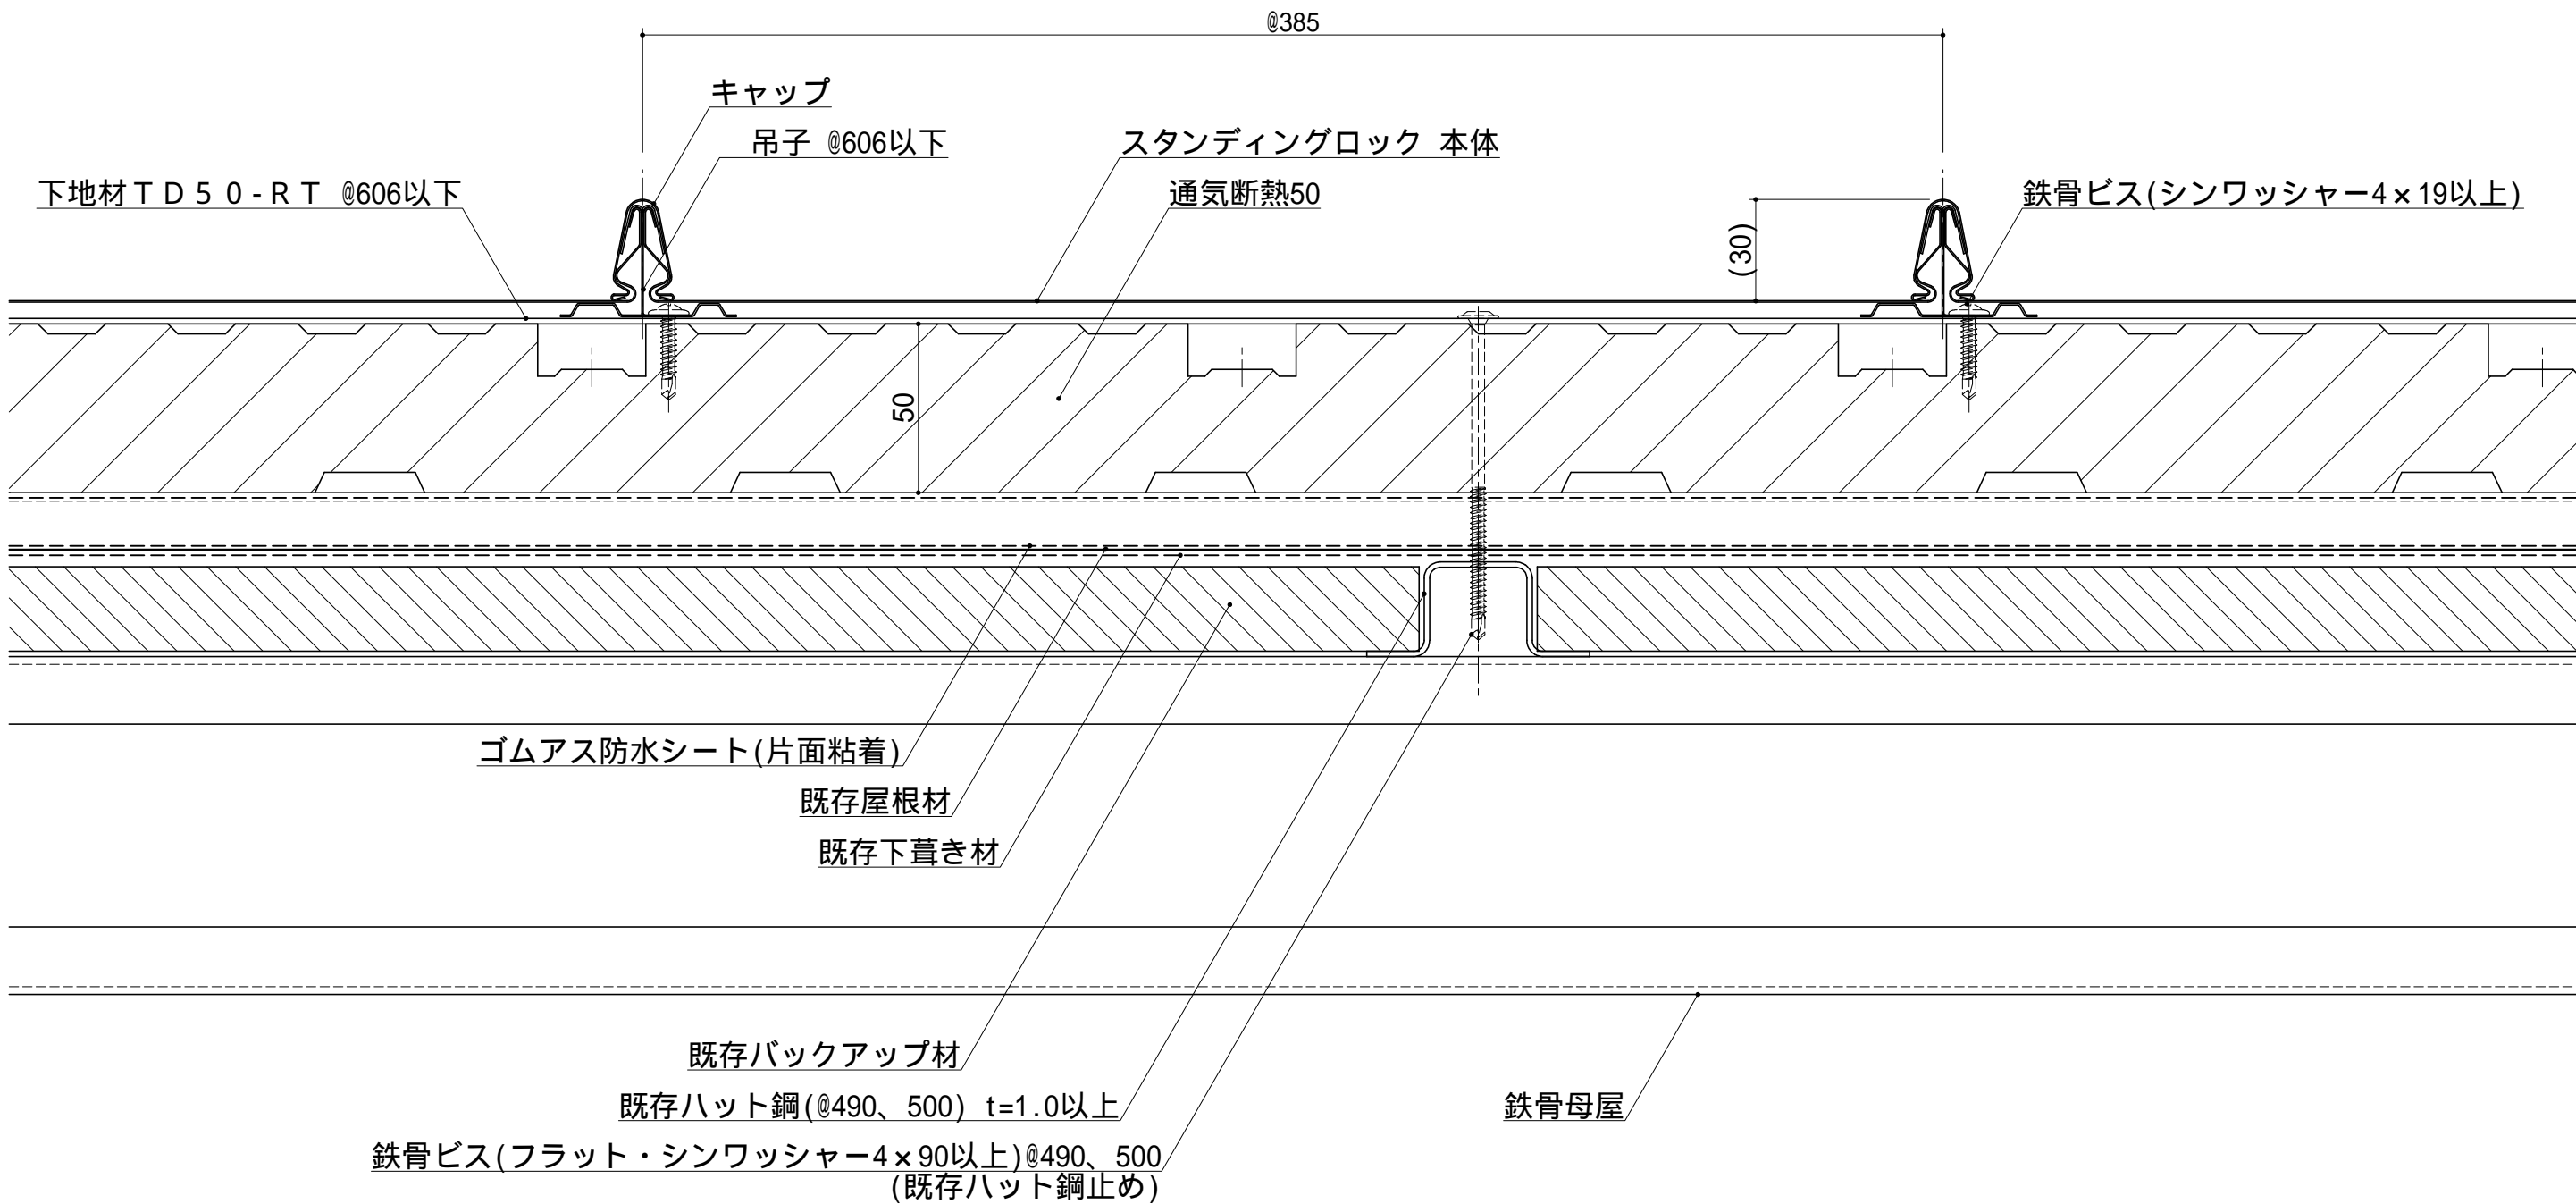 @385
キャップ
吊子 @606以下
スタンディングロック 本体
下地材TD50-RT @606以下
通気断熱50
鉄骨ビス(シンワッシャー4×19以上)
(30)
50
ゴムアス防水シート(片面粘着)
既存屋根材
既存下葺き材
既存バックアップ材
既存ハット鋼(@490、500) t=1.0以上
鉄骨母屋
鉄骨ビス(フラット・シンワッシャー4×90以上)@490、500
(既存ハット鋼止め)